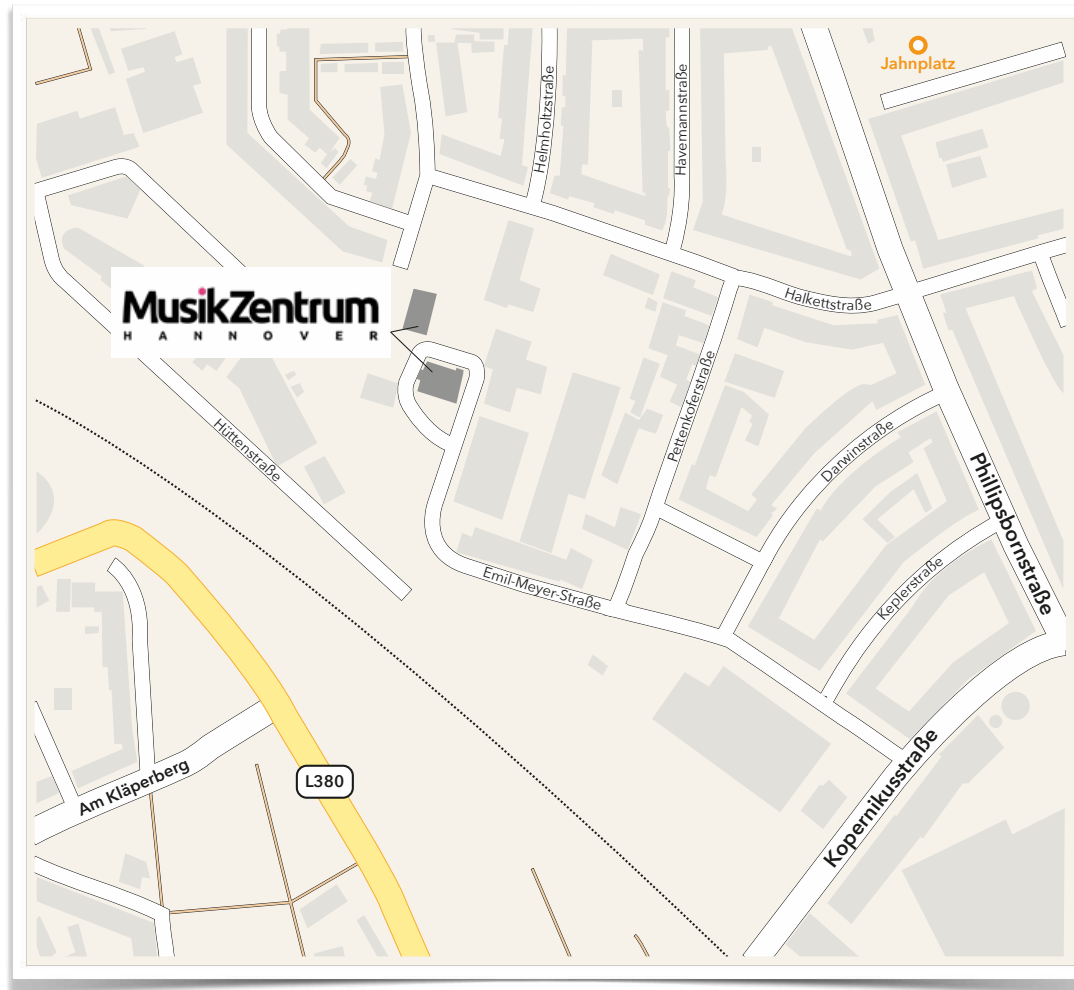 Jahnplatz
Helmholtzstraße
Havemannstraße
MusikZentrum
HANNOVER
Halkettstraße
Pettenkoferstraße
Hüttenstraße
Darwinstraße
Phillipsbornstraße
Emil-Meyer-Straße
Keplerstraße
Am Kläperberg
L380
Kopernikusstraße